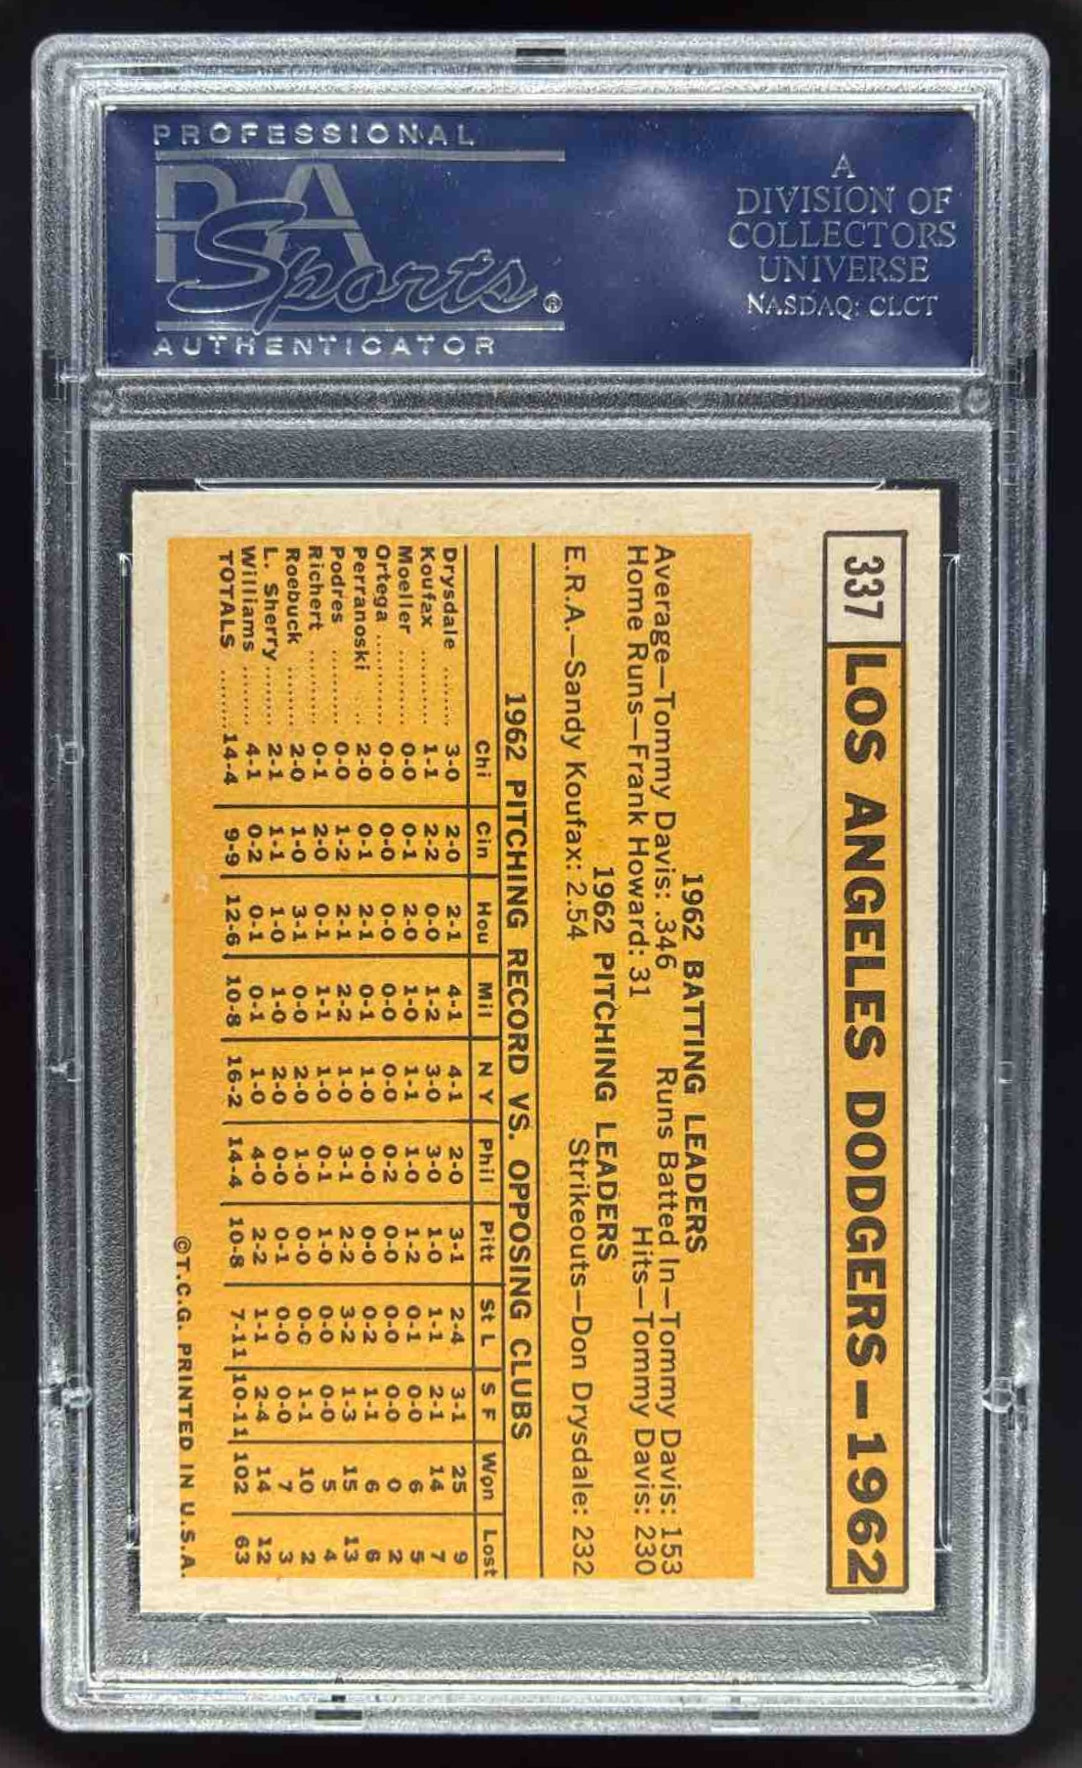 PROFESSIONAL
PSA
Sports®
AUTHENTICATOR
A
DIVISION OF
COLLECTORS
UNIVERSE
NASDAQ: CLCT
337 LOS ANGELES DODGERS—1962
1962 BATTING LEADERS
Average—Tommy Davis: .346 Runs Batted In—Tommy Davis: 153
Home Runs—Frank Howard: 31 Hits—Tommy Davis: 230
1962 PITCHING LEADERS
E.R.A.—Sandy Koufax: 2.54 Strikeouts—Don Drysdale: 232
1962 PITCHING RECORD VS. OPPOSING CLUBS
Chi Cin Hou Mil N Y Phil Pitt St L S F Won Lost
Drysdale ........ 3-0 2-0 2-1 4-1 4-1 2-0 3-1 2-4 3-1 25 9
Koufax .......... 1-1 2-2 0-0 1-2 3-0 3-0 1-0 1-1 2-1 14 7
Moeller ......... 0-0 0-1 2-0 1-0 1-1 1-0 1-2 0-1 0-0 6 5
Ortega .......... 0-0 0-0 0-0 0-0 0-0 0-2 0-0 0-0 0-0 0 2
Perranoski .. 2-0 0-1 2-1 0-1 1-0 0-0 0-0 0-2 1-1 6 6
Podres .......... 0-0 1-2 2-1 2-2 1-0 3-1 2-2 3-2 1-3 15 13
Richert ......... 0-1 2-0 0-1 1-1 1-0 0-1 1-0 0-0 0-0 5 4
Roebuck ....... 2-0 1-0 3-1 0-0 2-0 1-0 0-0 0-0 1-1 10 2
L. Sherry ....... 2-1 1-1 1-0 1-0 2-0 0-0 0-1 0-0 0-0 7 3
Williams ....... 4-1 0-2 0-1 0-1 1-0 4-0 2-2 1-1 2-4 14 12
TOTALS ........ 14-4 9-9 12-6 10-8 16-2 14-4 10-8 7-11 10-11 102 63
©T.C.G. PRINTED IN U.S.A.